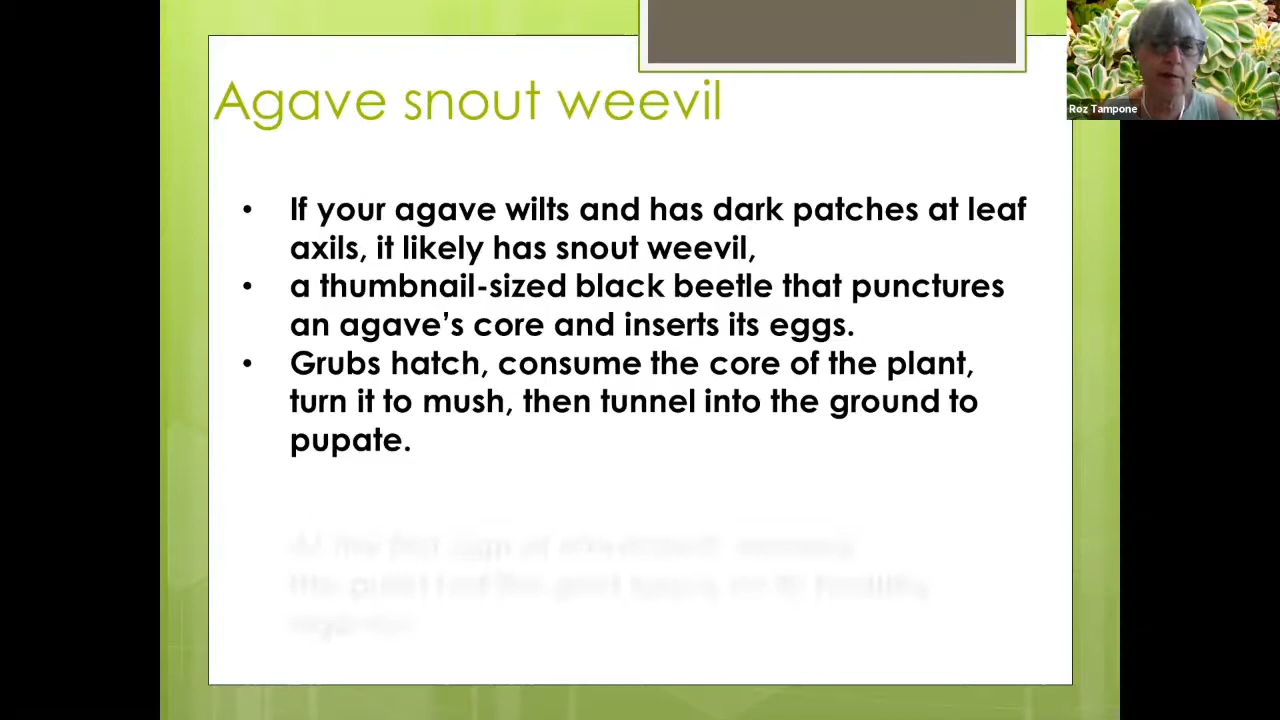 Agave snout weevil
Roz Tampone
• If your agave wilts and has dark patches at leaf
axils, it likely has snout weevil,
• a thumbnail-sized black beetle that punctures
an agave's core and inserts its eggs.
• Grubs hatch, consume the core of the plant,
turn it to mush, then tunnel into the ground to
pupate.